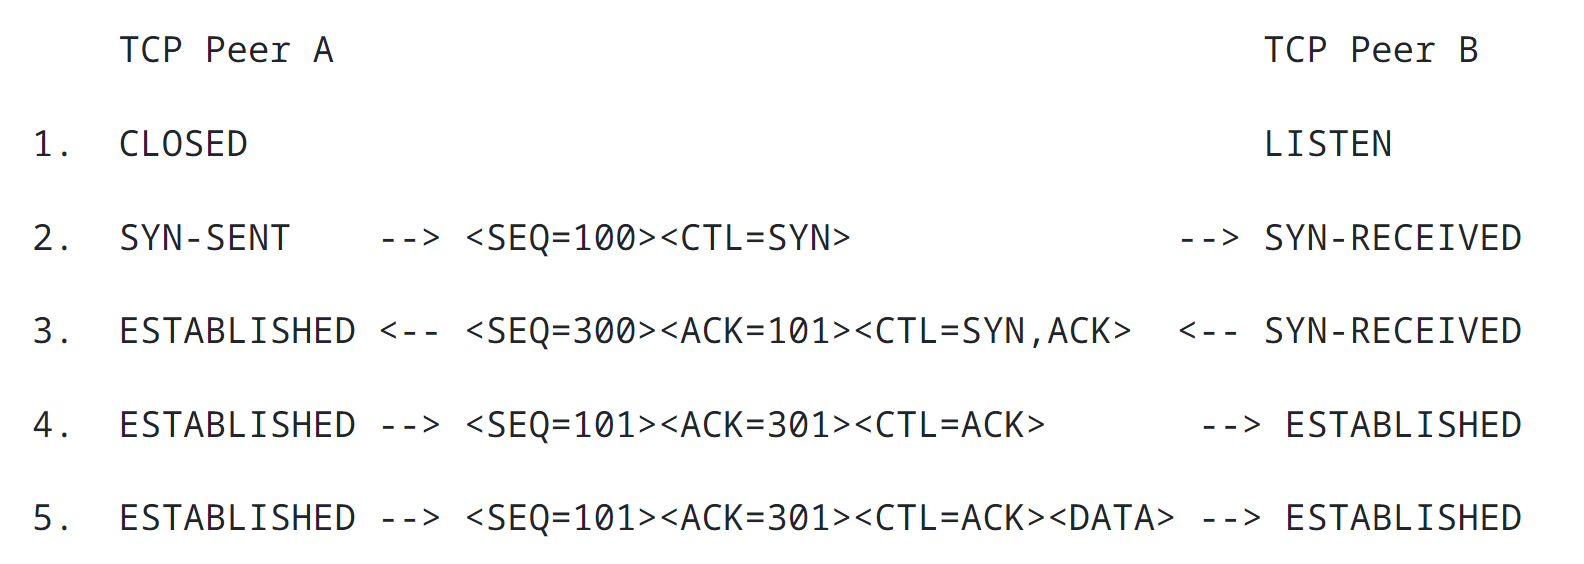 TCP Peer A                                           TCP Peer B
1.  CLOSED                                               LISTEN
2.  SYN-SENT    --> <SEQ=100><CTL=SYN>               --> SYN-RECEIVED
3.  ESTABLISHED <-- <SEQ=300><ACK=101><CTL=SYN,ACK>  <-- SYN-RECEIVED
4.  ESTABLISHED --> <SEQ=101><ACK=301><CTL=ACK>       --> ESTABLISHED
5.  ESTABLISHED --> <SEQ=101><ACK=301><CTL=ACK><DATA> --> ESTABLISHED